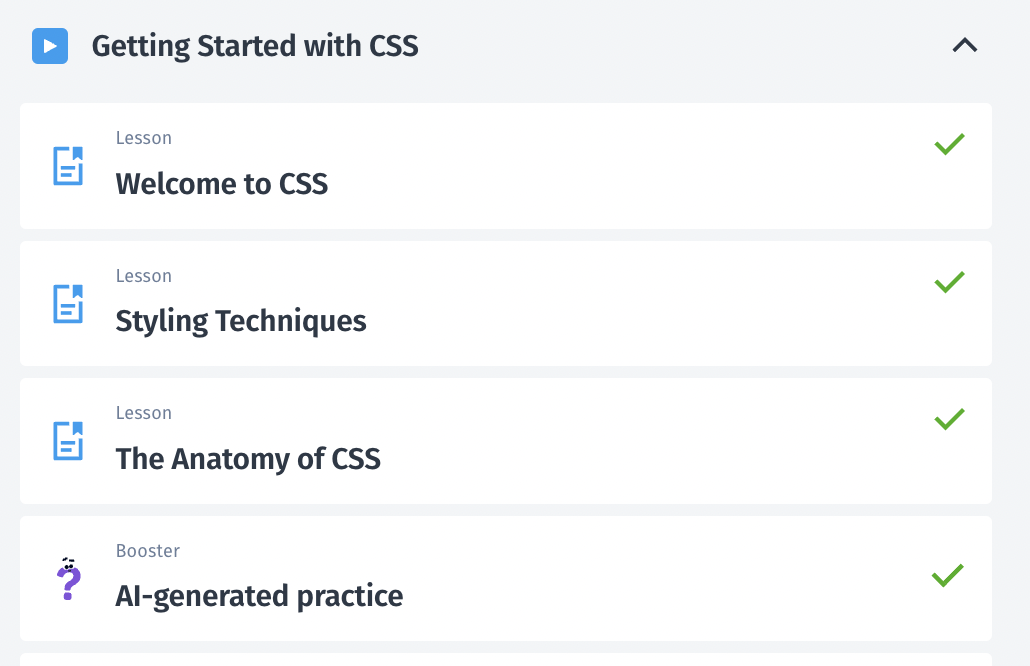 Getting Started with CSS
Lesson
Welcome to CSS
Lesson
Styling Techniques
Lesson
The Anatomy of CSS
Booster
AI-generated practice